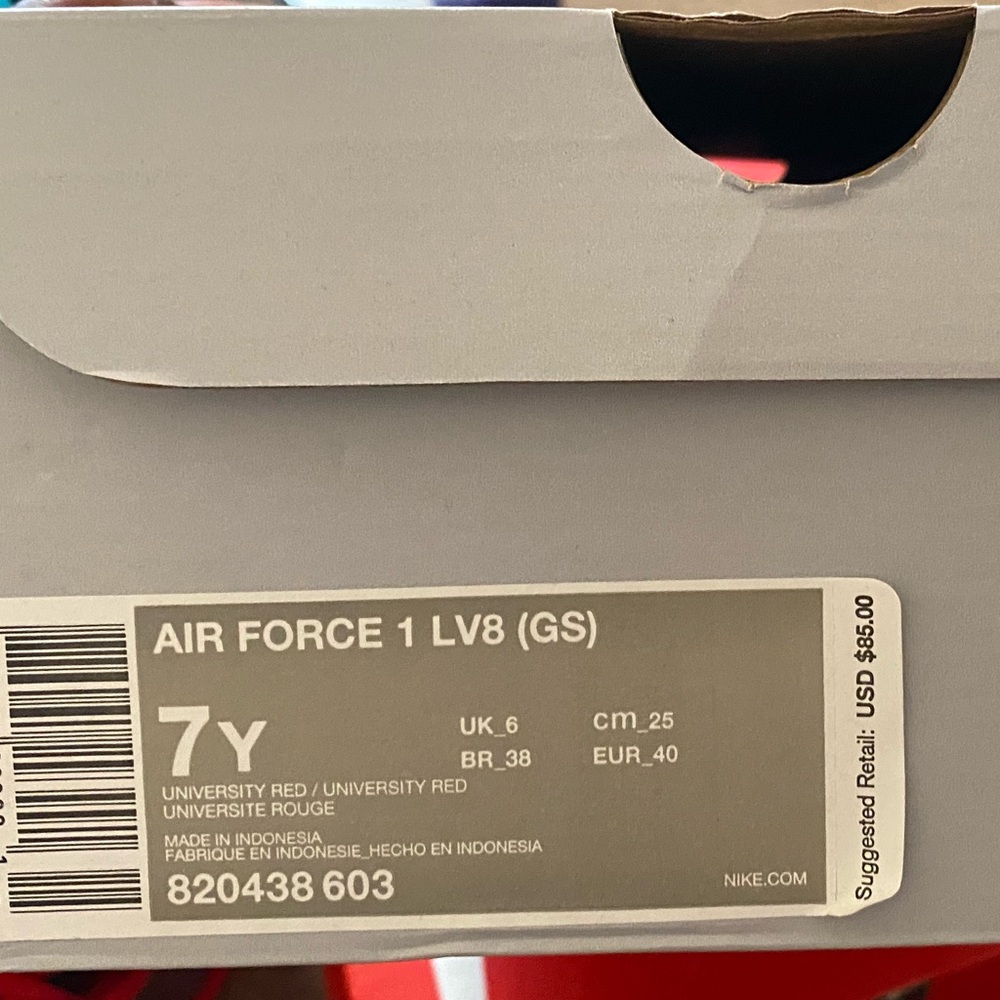 AIR FORCE 1 LV8 (GS)
7Y
UK_6
cm_25
BR_38
EUR_40
UNIVERSITY RED / UNIVERSITY RED
UNIVERSITE ROUGE
MADE IN INDONESIA
FABRIQUE EN INDONESIE_HECHO EN INDONESIA
820438 603
NIKE.COM
Suggested Retail: USD $85.00